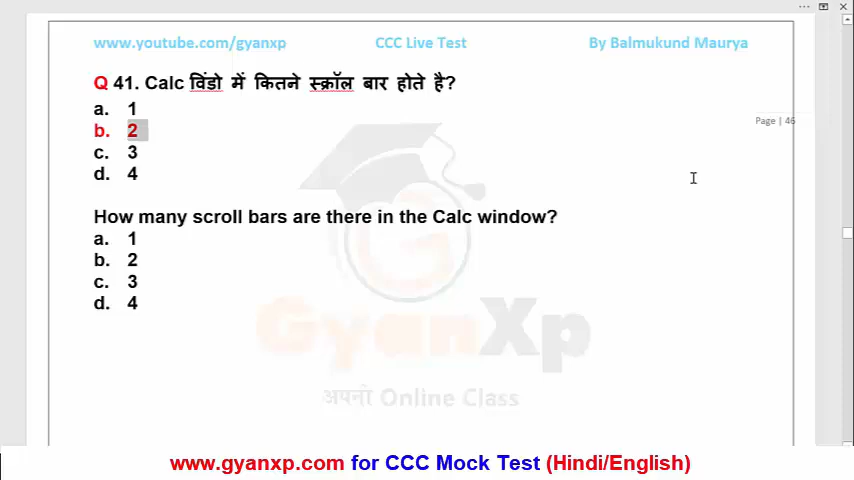 www.youtube.com/gyanxp CCC Live Test By Balmukund Maurya
Q 41. Calc विंडो में कितने स्क्रॉल बार होते है?
a. 1
Page | 46
b. 2
c. 3
d. 4
How many scroll bars are there in the Calc window?
a. 1
b. 2
c. 3
d. 4
GyanXp
अपनो Online Class
www.gyanxp.com for CCC Mock Test (Hindi/English)